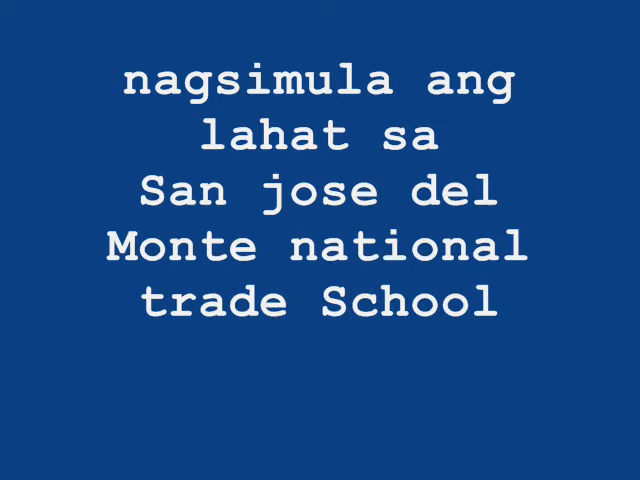 nagsimula ang
lahat sa
San jose del
Monte national
trade School